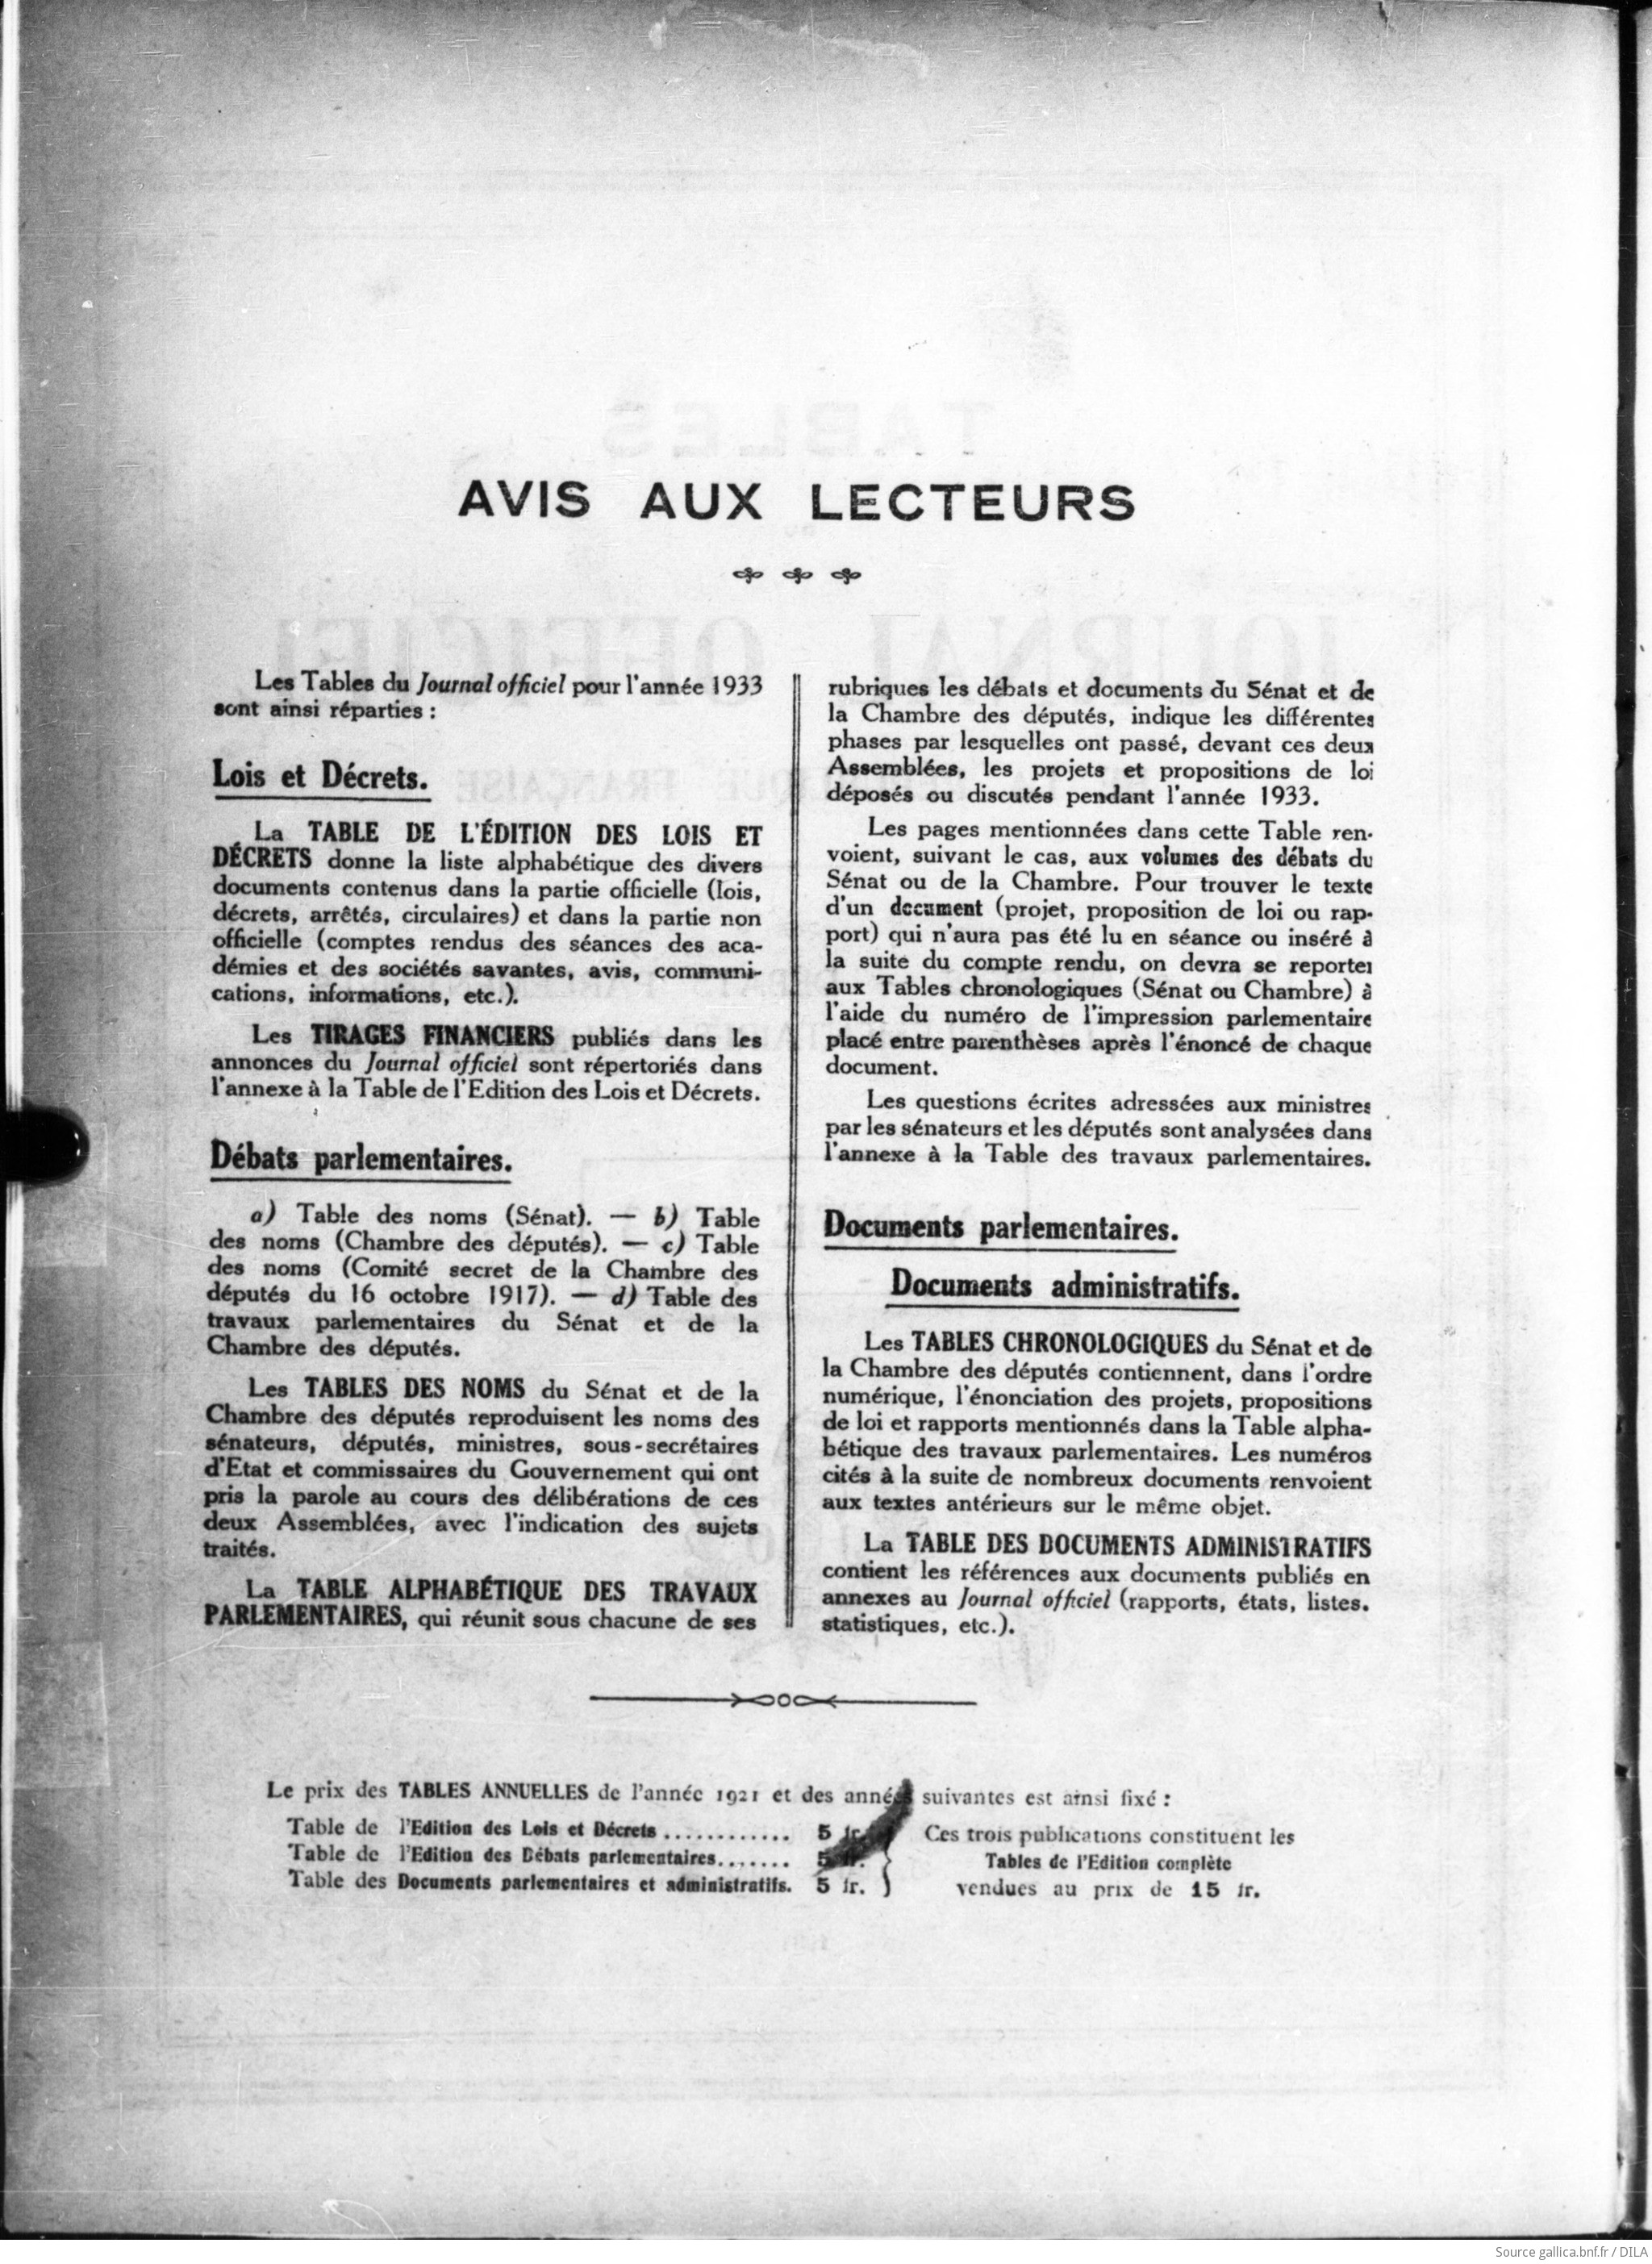 AVIS AUX LECTEURS
Les Tables du Journal officiel pour l'année 1933
sont ainsi réparties :
Lois et Décrets.
La TABLE DE L'ÉDITION DES LOIS ET
DÉCRETS donne la liste alphabétique des divers
documents contenus dans la partie officielle (lois,
décrets, arrêtés, circulaires) et dans la partie non
officielle (comptes rendus des séances des aca-
démies et des sociétés savantes, avis, communi-
cations, informations, etc.).
Les TIRAGES FINANCIERS publiés dans les
annonces du Journal officiel sont répertoriés dans
l'annexe à la Table de l'Edition des Lois et Décrets.
Débats parlementaires.
a) Table des noms (Sénat). — b) Table
des noms (Chambre des députés). — c) Table
des noms (Comité secret de la Chambre des
députés du 16 octobre 1917). — d) Table des
travaux parlementaires du Sénat et de la
Chambre des députés.
Les TABLES DES NOMS du Sénat et de la
Chambre des députés reproduisent les noms des
sénateurs, députés, ministres, sous-secrétaires
d'Etat et commissaires du Gouvernement qui ont
pris la parole au cours des délibérations de ces
deux Assemblées, avec l'indication des sujets
traités.
La TABLE ALPHABÉTIQUE DES TRAVAUX
PARLEMENTAIRES, qui réunit sous chacune de ses
rubriques les débats et documents du Sénat et de
la Chambre des députés, indique les différentes
phases par lesquelles ont passé, devant ces deux
Assemblées, les projets et propositions de loi
déposés ou discutés pendant l'année 1933.
Les pages mentionnées dans cette Table ren-
voient, suivant le cas, aux volumes des débats du
Sénat ou de la Chambre. Pour trouver le texte
d'un document (projet, proposition de loi ou rap-
port) qui n'aura pas été lu en séance ou inséré à
la suite du compte rendu, on devra se reporter
aux Tables chronologiques (Sénat ou Chambre) à
l'aide du numéro de l'impression parlementaire
placé entre parenthèses après l'énoncé de chaque
document.
Les questions écrites adressées aux ministres
par les sénateurs et les députés sont analysées dans
l'annexe à la Table des travaux parlementaires.
Documents parlementaires.
Documents administratifs.
Les TABLES CHRONOLOGIQUES du Sénat et de
la Chambre des députés contiennent, dans l'ordre
numérique, l'énonciation des projets, propositions
de loi et rapports mentionnés dans la Table alpha-
bétique des travaux parlementaires. Les numéros
cités à la suite de nombreux documents renvoient
aux textes antérieurs sur le même objet.
La TABLE DES DOCUMENTS ADMINISTRATIFS
contient les références aux documents publiés en
annexes au Journal officiel (rapports, états, listes,
statistiques, etc.).
Le prix des TABLES ANNUELLES de l'année 1921 et des années suivantes est ainsi fixé :
Table de l'Edition des Lois et Décrets ............ 5 fr.
Table de l'Edition des Débats parlementaires....... 5 fr.
Table des Documents parlementaires et administratifs. 5 fr.
Ces trois publications constituent les
Tables de l'Edition complète
vendues au prix de 15 fr.
Source gallica.bnf.fr / DILA